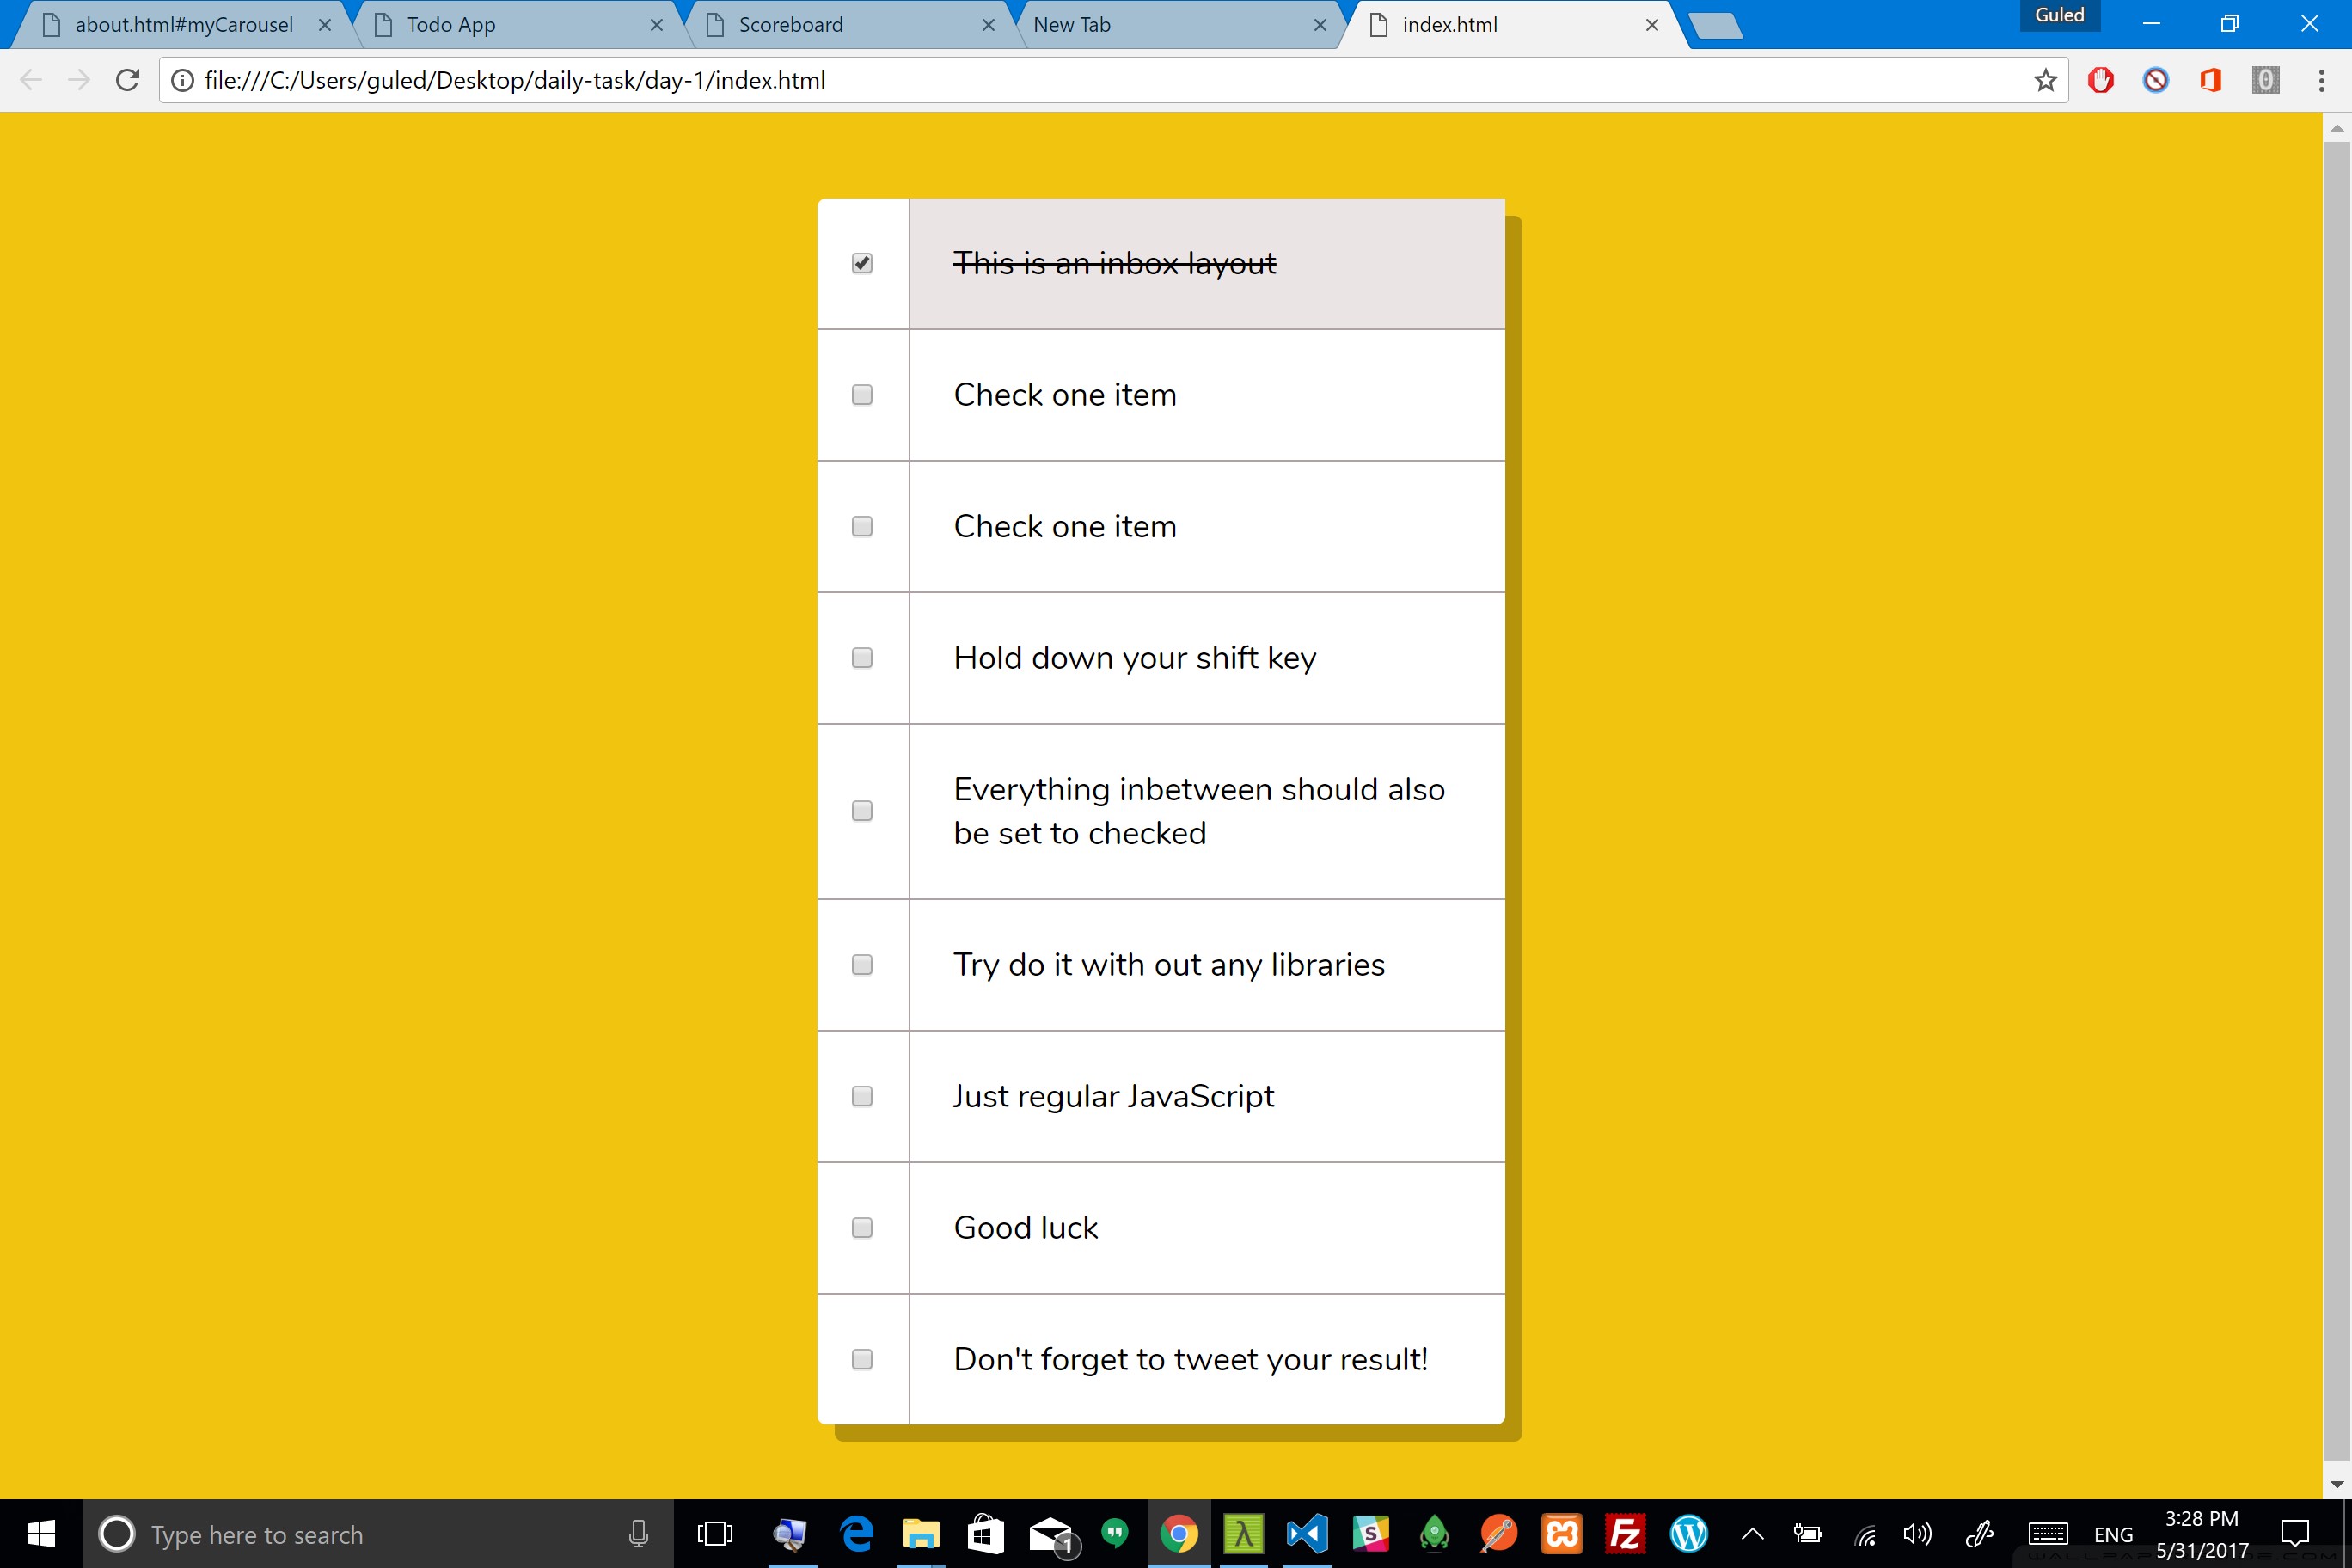 about.html#myCarousel
Todo App
Scoreboard
New Tab
index.html
Guled
file:///C:/Users/guled/Desktop/daily-task/day-1/index.html
0
This is an inbox layout
Check one item
Check one item
Hold down your shift key
Everything inbetween should also
be set to checked
Try do it with out any libraries
Just regular JavaScript
Good luck
Don't forget to tweet your result!
Type here to search
1
ENG
3:28 PM
5/31/2017